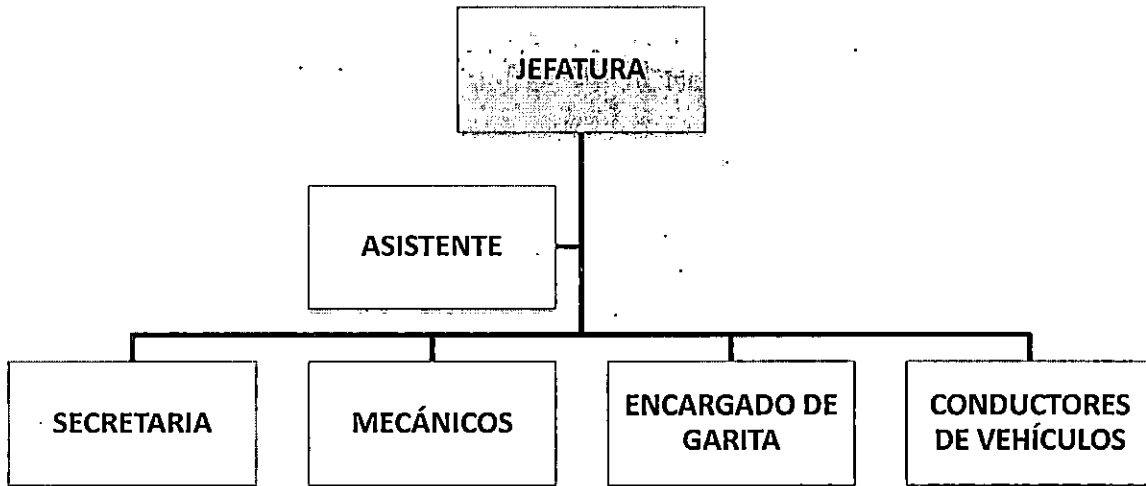 JEFATURA
ASISTENTE
SECRETARIA
MECÁNICOS
ENCARGADO DE
GARITA
CONDUCTORES
DE VEHÍCULOS